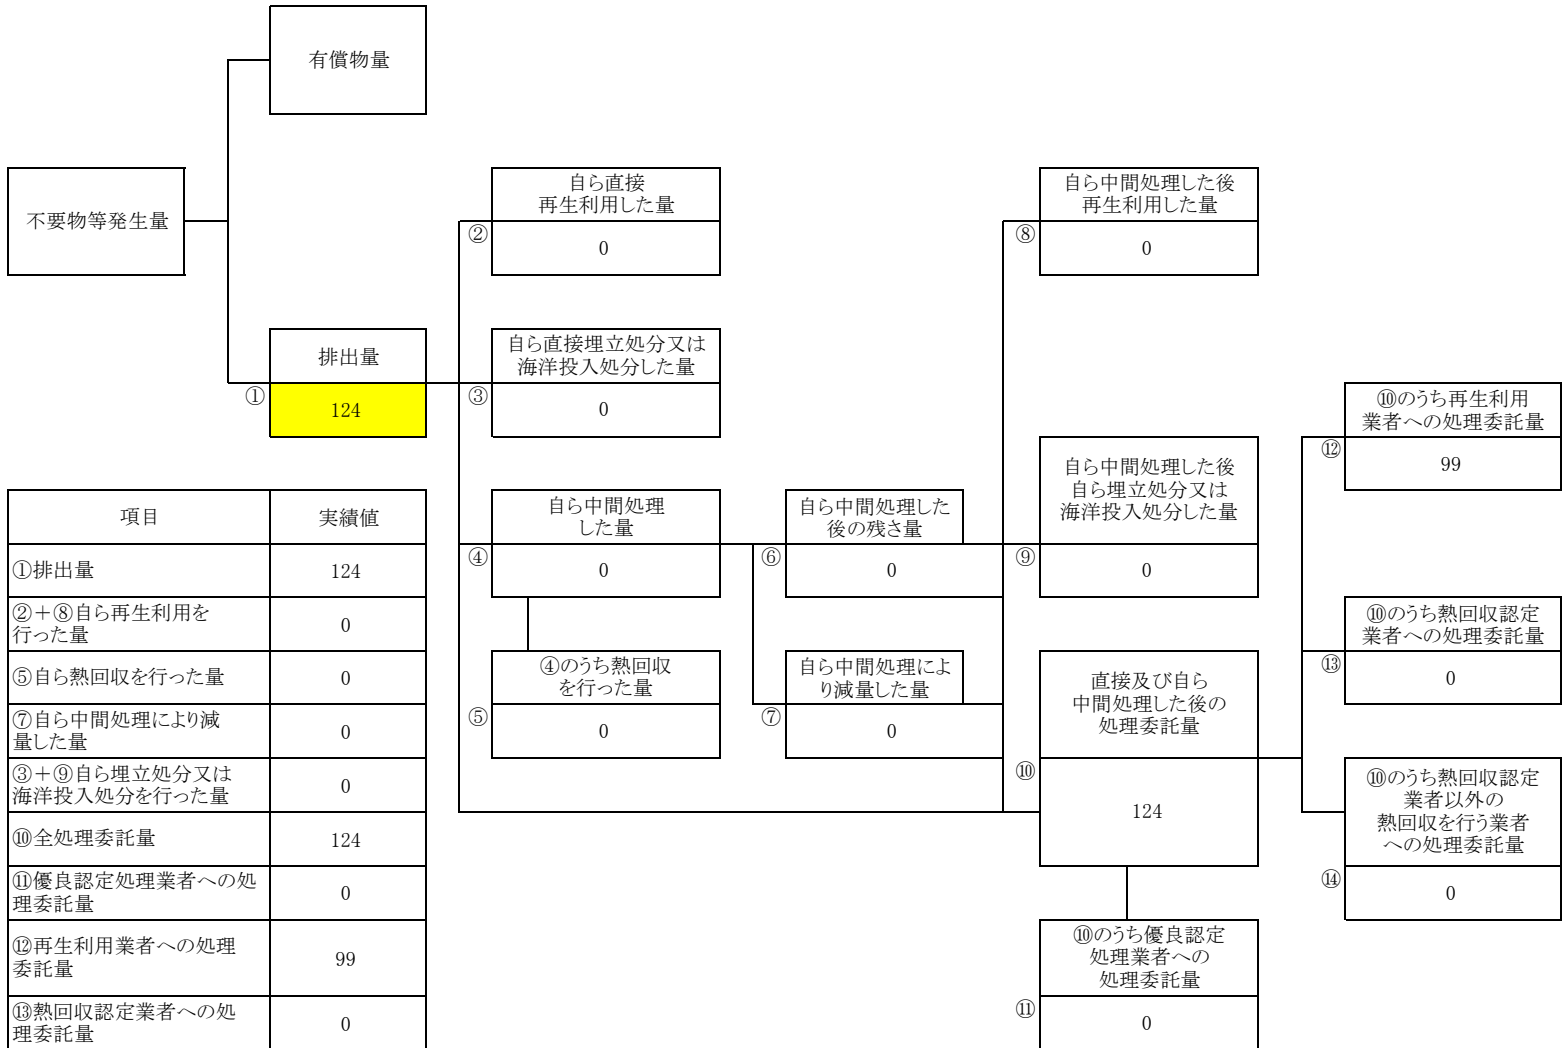 有償物量
不要物等発生量
排出量
①
124
自ら直接
再生利用した量
②
0
自ら直接埋立処分又は
海洋投入処分した量
③
0
自ら中間処理
した量
④
0
④のうち熱回収
を行った量
⑤
0
自ら中間処理した
後の残さ量
⑥
0
自ら中間処理によ
り減量した量
⑦
0
自ら中間処理した後
再生利用した量
⑧
0
自ら中間処理した後
自ら埋立処分又は
海洋投入処分した量
⑨
0
直接及び自ら
中間処理した後の
処理委託量
⑩
124
⑩のうち優良認定
処理業者への
処理委託量
⑪
0
⑩のうち再生利用
業者への処理委託量
⑫
99
⑩のうち熱回収認定
業者への処理委託量
⑬
0
⑩のうち熱回収認定
業者以外の
熱回収を行う業者
への処理委託量
⑭
0
項目 実績値
①排出量 124
②+⑧自ら再生利用を
行った量 0
⑤自ら熱回収を行った量 0
⑦自ら中間処理により減
量した量 0
③+⑨自ら埋立処分又は
海洋投入処分を行った量 0
⑩全処理委託量 124
⑪優良認定処理業者への処
理委託量 0
⑫再生利用業者への処理
委託量 99
⑬熱回収認定業者への処
理委託量 0